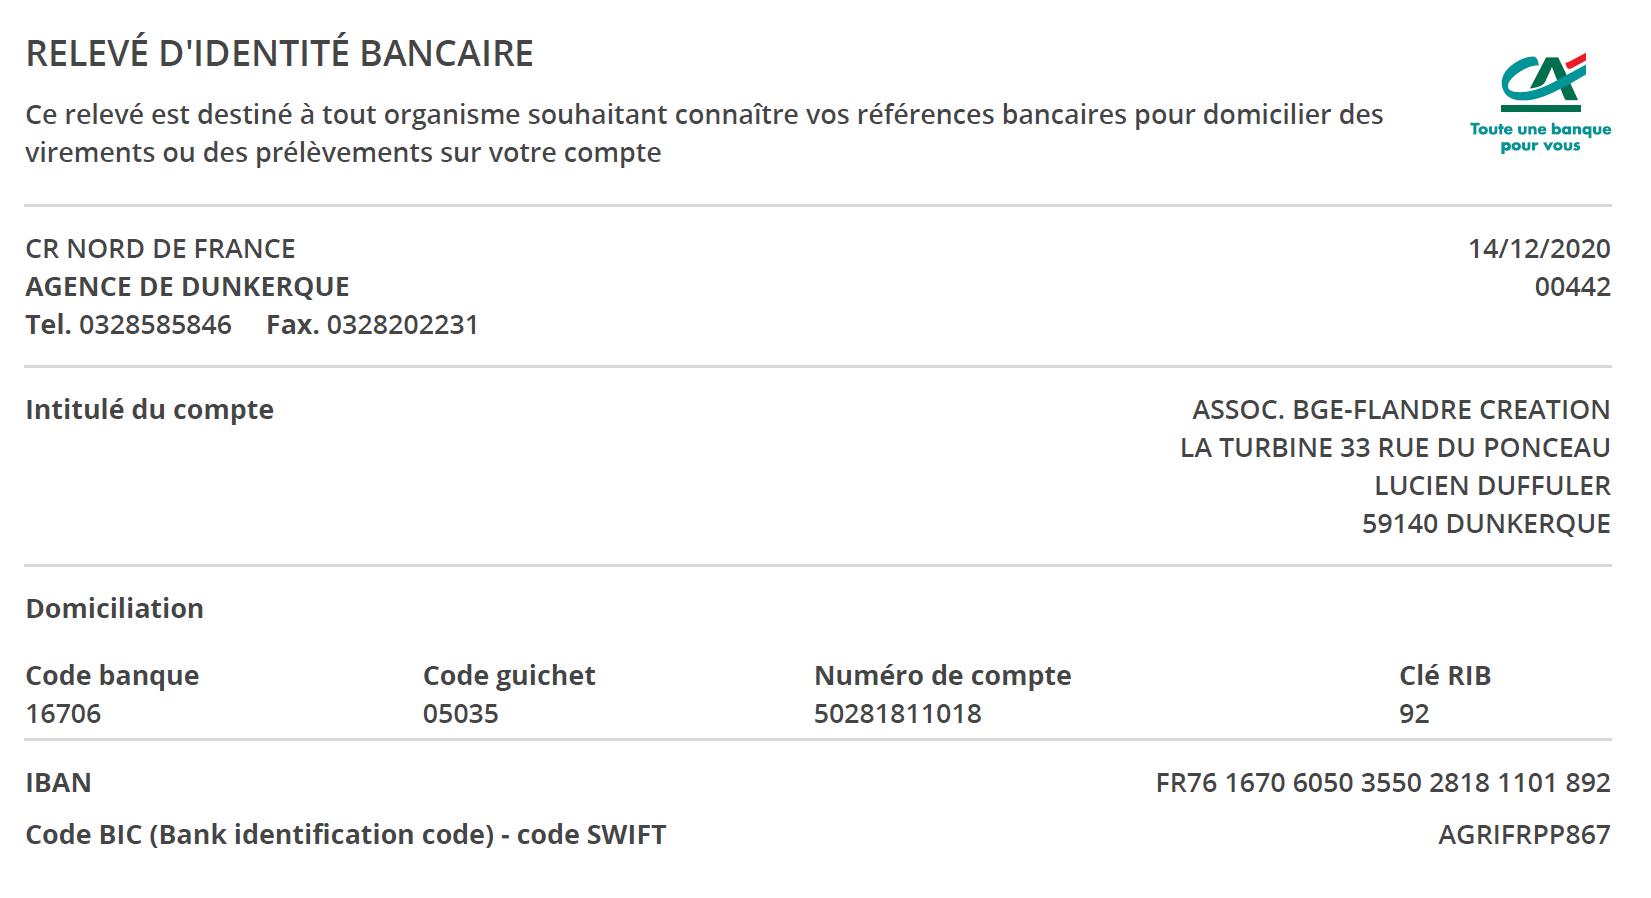 RELEVÉ D'IDENTITÉ BANCAIRE
Ce relevé est destiné à tout organisme souhaitant connaître vos références bancaires pour domicilier des
virements ou des prélèvements sur votre compte
Toute une banque
pour vous
CR NORD DE FRANCE 14/12/2020
AGENCE DE DUNKERQUE 00442
Tel. 0328585846 Fax. 0328202231
Intitulé du compte ASSOC. BGE-FLANDRE CREATION
LA TURBINE 33 RUE DU PONCEAU
LUCIEN DUFFULER
59140 DUNKERQUE
Domiciliation
Code banque Code guichet Numéro de compte Clé RIB
16706 05035 50281811018 92
IBAN FR76 1670 6050 3550 2818 1101 892
Code BIC (Bank identification code) - code SWIFT AGRIFRPP867